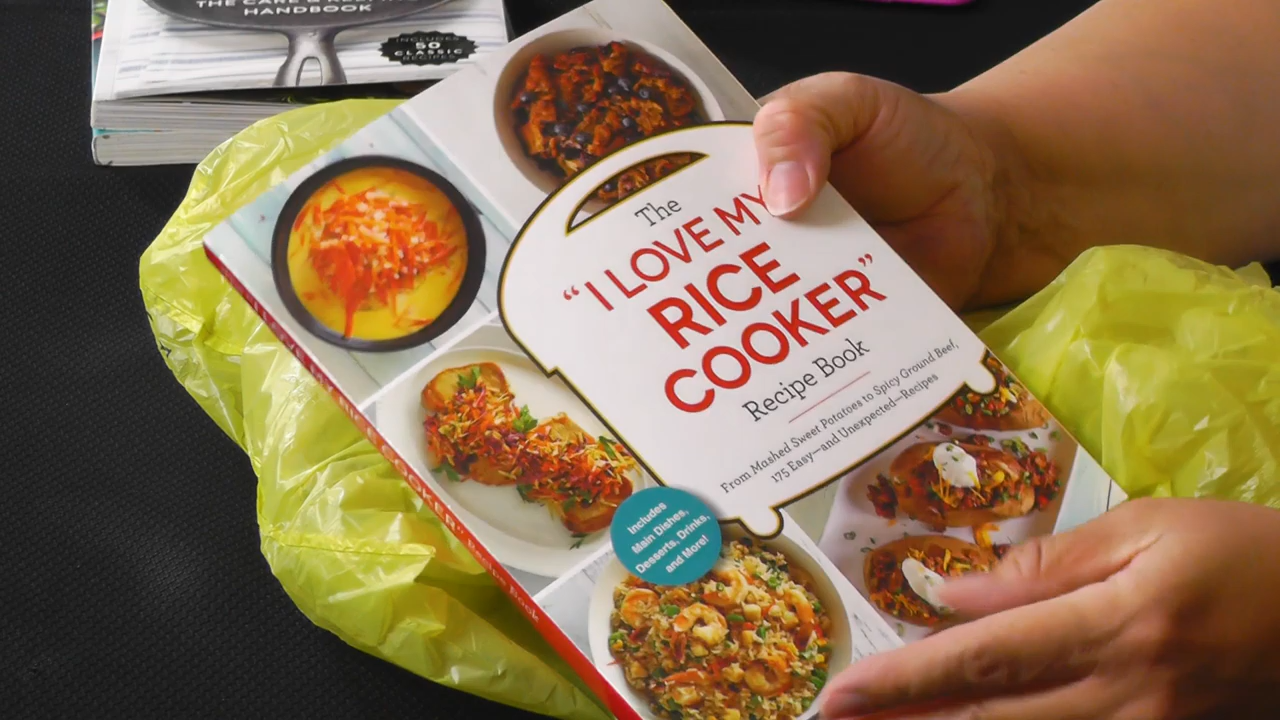 THE CARE & KEEPING
HANDBOOK
INCLUDES
50
CLASSIC
RECIPES
The
“I LOVE MY
RICE
COOKER”
Recipe Book
From Mashed Sweet Potatoes to Spicy Ground Beef,
175 Easy—and Unexpected—Recipes
Includes
Main Dishes,
Desserts, Drinks,
and More!
COOKER” Recipe Book